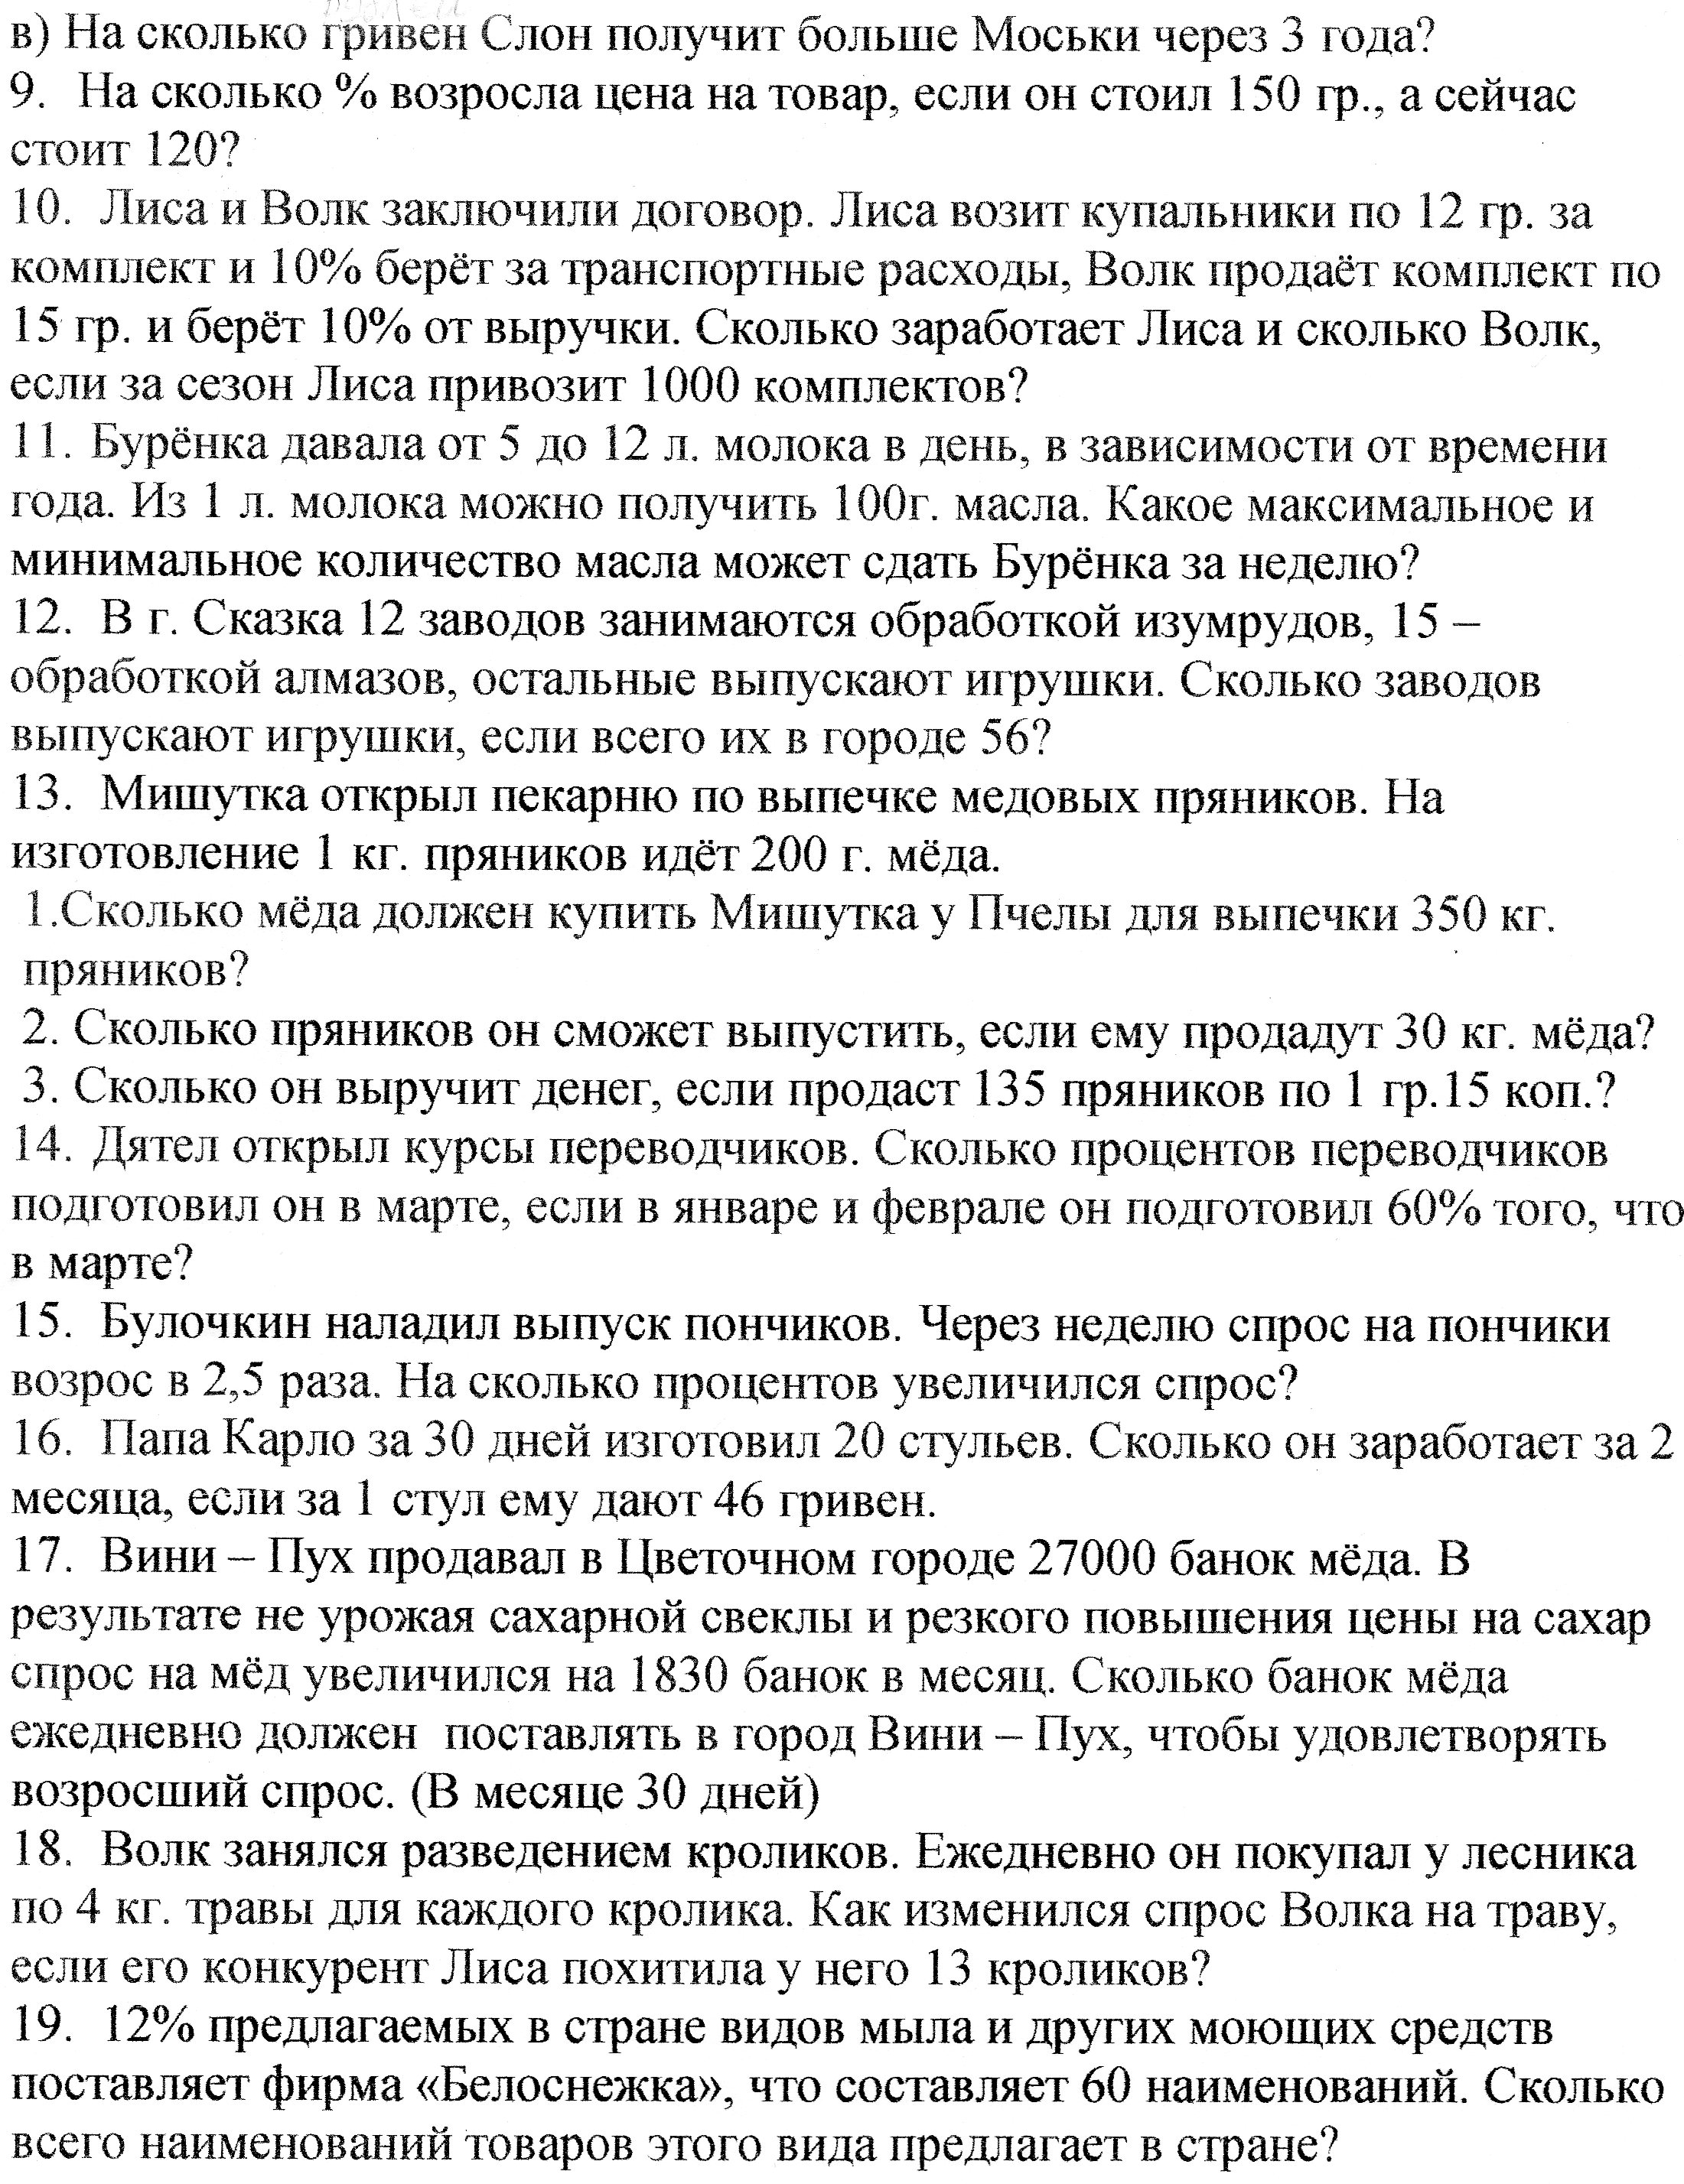 в) На сколько гривен Слон получит больше Моськи через 3 года?
9. На сколько % возросла цена на товар, если он стоил 150 гр., а сейчас
стоит 120?
10. Лиса и Волк заключили договор. Лиса возит купальники по 12 гр. за
комплект и 10% берёт за транспортные расходы, Волк продаёт комплект по
15 гр. и берёт 10% от выручки. Сколько заработает Лиса и сколько Волк,
если за сезон Лиса привозит 1000 комплектов?
11. Бурёнка давала от 5 до 12 л. молока в день, в зависимости от времени
года. Из 1 л. молока можно получить 100г. масла. Какое максимальное и
минимальное количество масла может сдать Бурёнка за неделю?
12. В г. Сказка 12 заводов занимаются обработкой изумрудов, 15 –
обработкой алмазов, остальные выпускают игрушки. Сколько заводов
выпускают игрушки, если всего их в городе 56?
13. Мишутка открыл пекарню по выпечке медовых пряников. На
изготовление 1 кг. пряников идёт 200 г. мёда.
1.Сколько мёда должен купить Мишутка у Пчелы для выпечки 350 кг.
пряников?
2. Сколько пряников он сможет выпустить, если ему продадут 30 кг. мёда?
3. Сколько он выручит денег, если продаст 135 пряников по 1 гр.15 коп.?
14. Дятел открыл курсы переводчиков. Сколько процентов переводчиков
подготовил он в марте, если в январе и феврале он подготовил 60% того, что
в марте?
15. Булочкин наладил выпуск пончиков. Через неделю спрос на пончики
возрос в 2,5 раза. На сколько процентов увеличился спрос?
16. Папа Карло за 30 дней изготовил 20 стульев. Сколько он заработает за 2
месяца, если за 1 стул ему дают 46 гривен.
17. Вини – Пух продавал в Цветочном городе 27000 банок мёда. В
результате не урожая сахарной свеклы и резкого повышения цены на сахар
спрос на мёд увеличился на 1830 банок в месяц. Сколько банок мёда
ежедневно должен поставлять в город Вини – Пух, чтобы удовлетворять
возросший спрос. (В месяце 30 дней)
18. Волк занялся разведением кроликов. Ежедневно он покупал у лесника
по 4 кг. травы для каждого кролика. Как изменился спрос Волка на траву,
если его конкурент Лиса похитила у него 13 кроликов?
19. 12% предлагаемых в стране видов мыла и других моющих средств
поставляет фирма «Белоснежка», что составляет 60 наименований. Сколько
всего наименований товаров этого вида предлагает в стране?